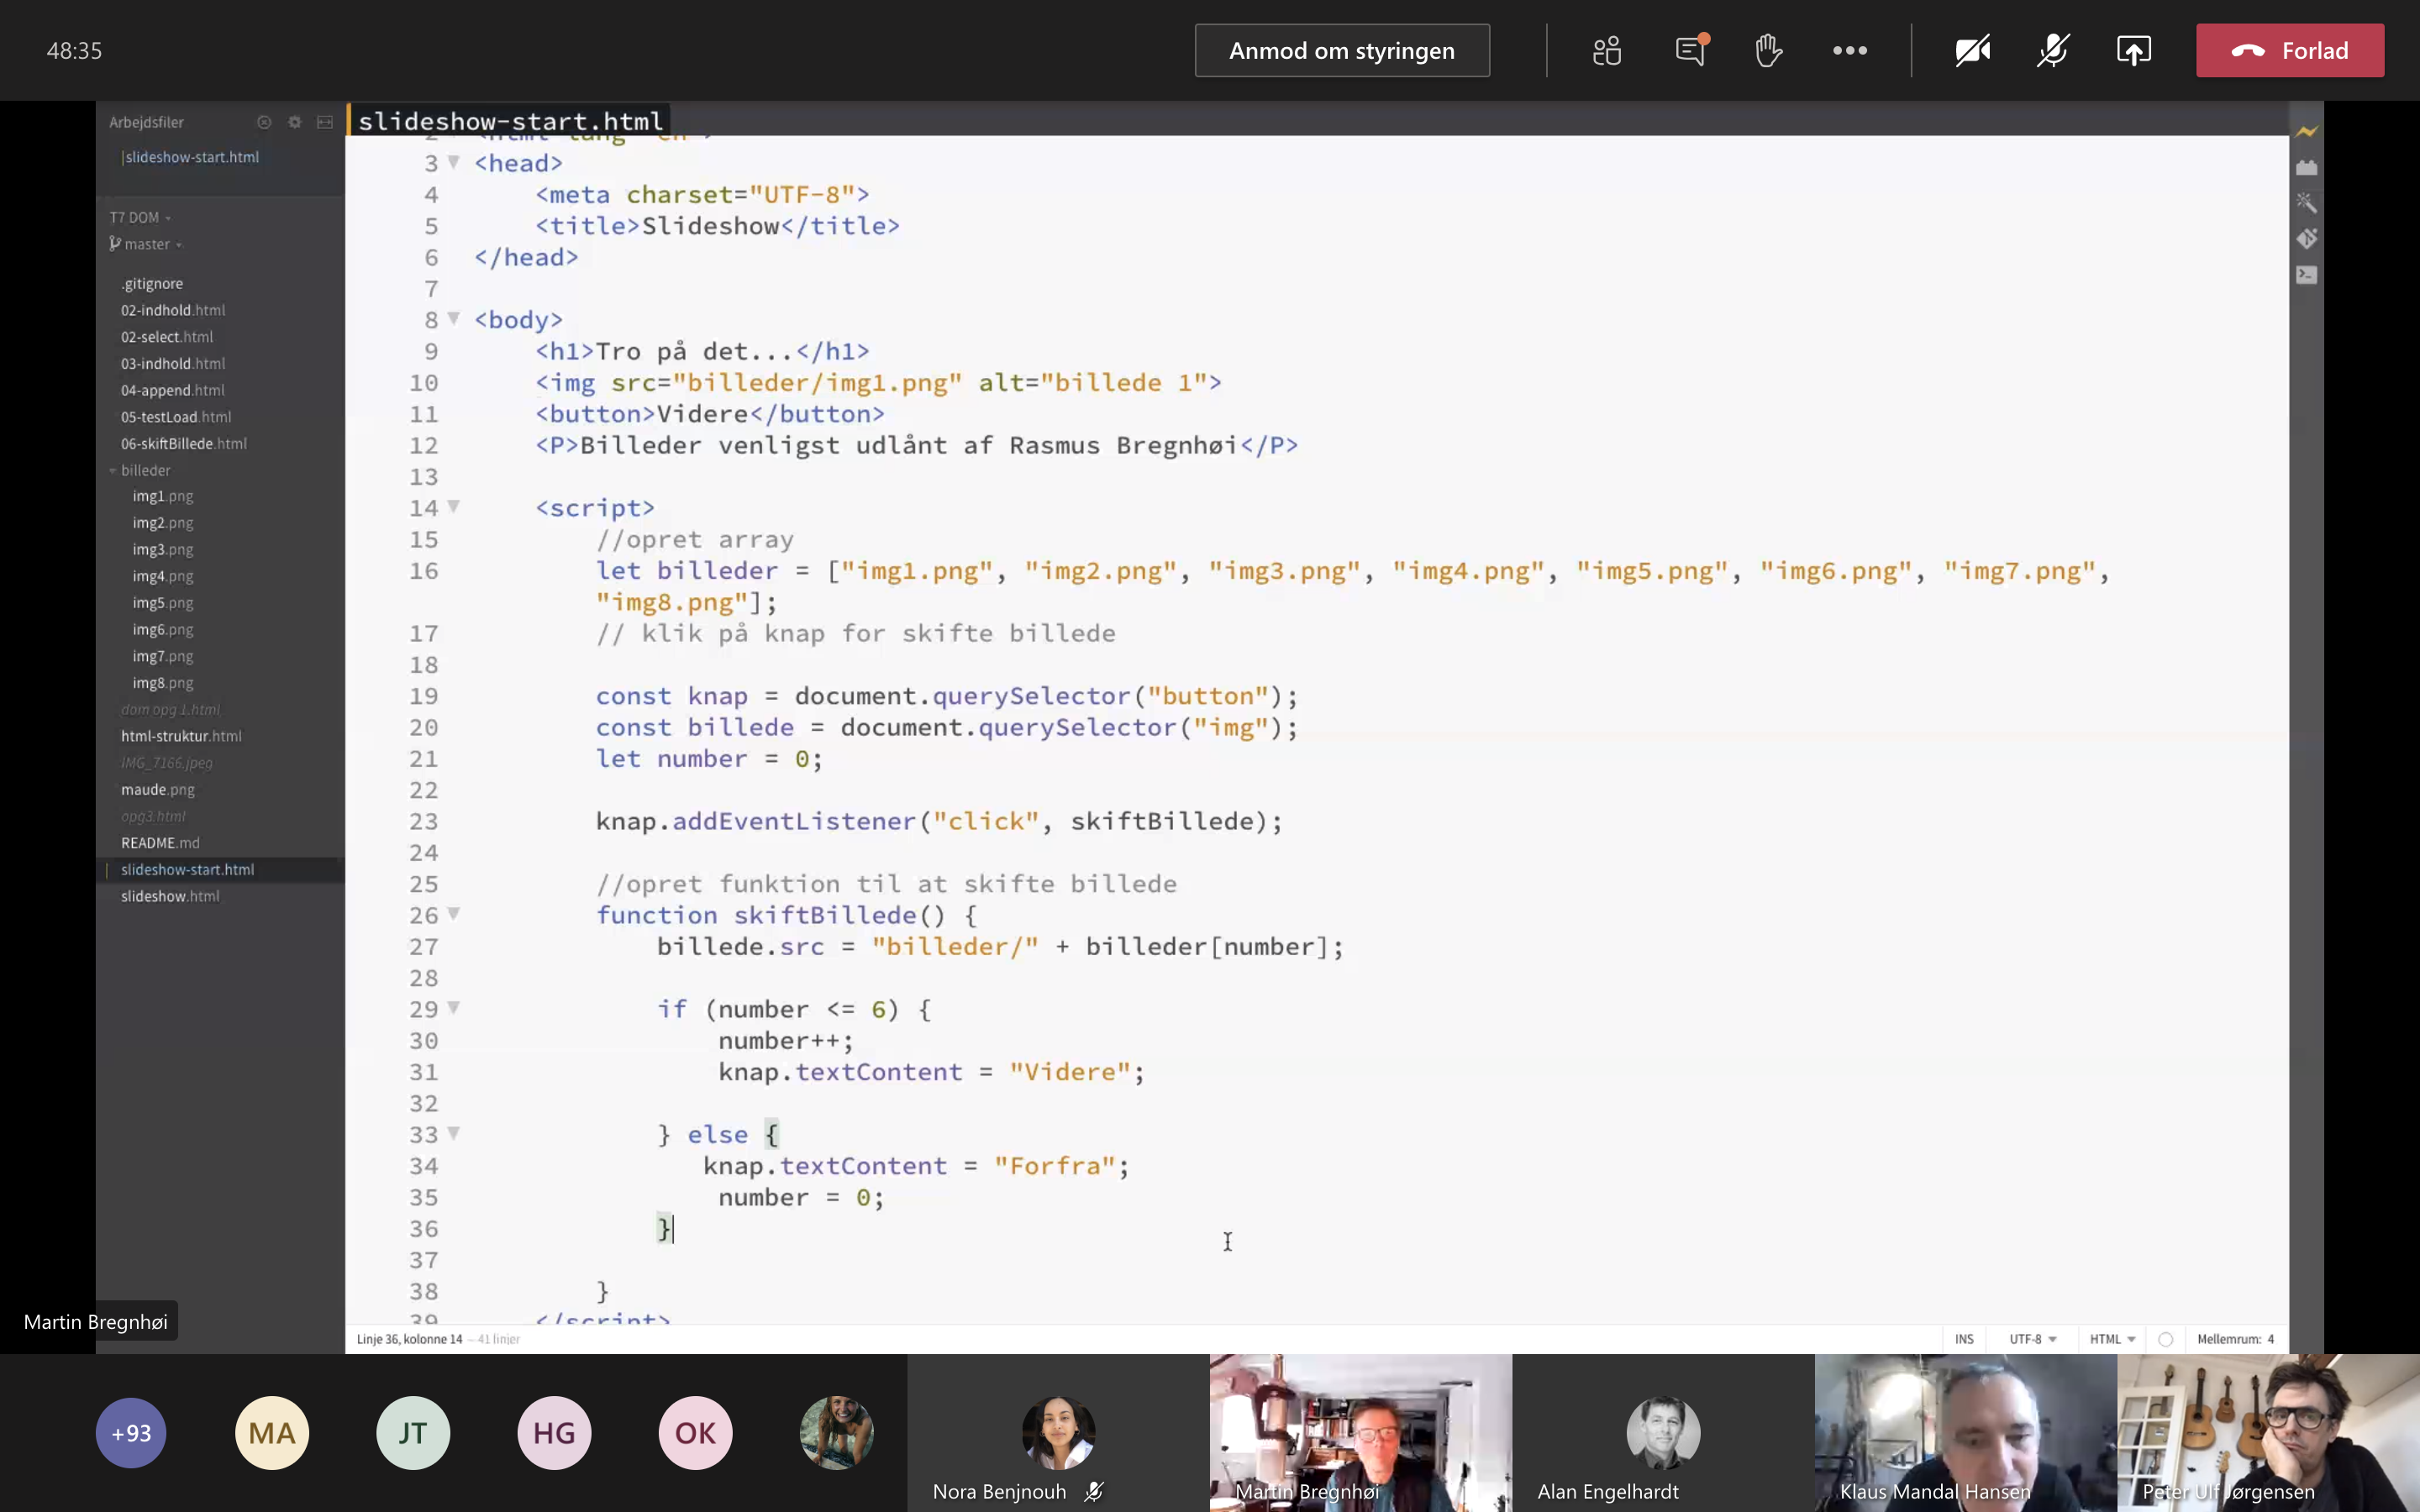 48:35
Anmod om styringen
Forlad
Arbejdsfiler
slideshow-start.html
T7 DOM
master
.gitignore
02-indhold.html
02-select.html
03-indhold.html
04-append.html
05-testLoad.html
06-skiftBillede.html
billeder
img1.png
img2.png
img3.png
img4.png
img5.png
img6.png
img7.png
img8.png
dom opg 1.html
html-struktur.html
IMG_7166.jpeg
maude.png
opg3.html
README.md
slideshow-start.html
slideshow.html
slideshow-start.html
3 <head>
4 <meta charset="UTF-8">
5 <title>Slideshow</title>
6 </head>
7
8 <body>
9 <h1>Tro på det...</h1>
10 <img src="billeder/img1.png" alt="billede 1">
11 <button>Videre</button>
12 <P>Billeder venligst udlånt af Rasmus Bregnhøi</P>
13
14 <script>
15 //opret array
16 let billeder = ["img1.png", "img2.png", "img3.png", "img4.png", "img5.png", "img6.png", "img7.png",
"img8.png"];
17 // klik på knap for skifte billede
18
19 const knap = document.querySelector("button");
20 const billede = document.querySelector("img");
21 let number = 0;
22
23 knap.addEventListener("click", skiftBillede);
24
25 //opret funktion til at skifte billede
26 function skiftBillede() {
27 billede.src = "billeder/" + billeder[number];
28
29 if (number <= 6) {
30 number++;
31 knap.textContent = "Videre";
32
33 } else {
34 knap.textContent = "Forfra";
35 number = 0;
36 }
37
38 }
39 </script>
Linje 36, kolonne 14 – 41 linjer
INS UTF-8 HTML Mellemrum: 4
Martin Bregnhøi
+93
MA
JT
HG
OK
Nora Benjnouh
Martin Bregnhøi
Alan Engelhardt
Klaus Mandal Hansen
Peter Ulf Jørgensen